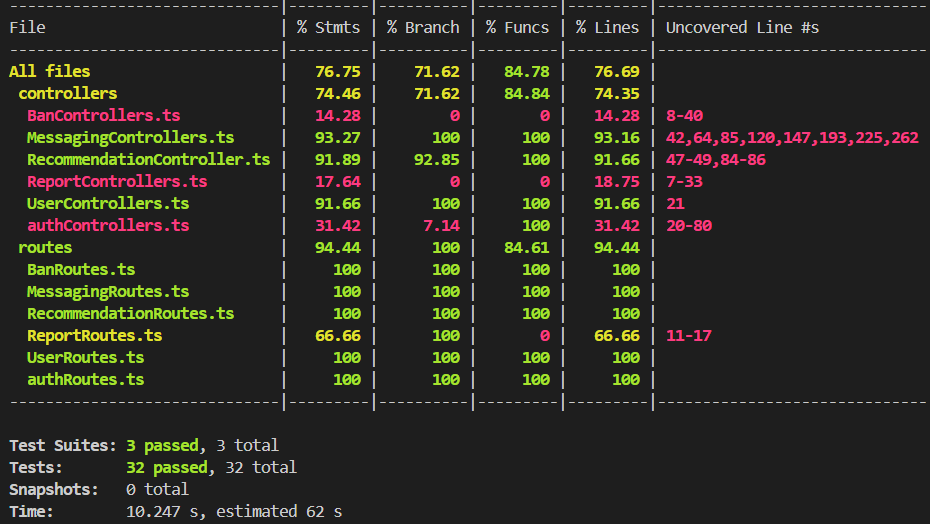 ------------------------------|---------|----------|---------|---------|------------------------------
File                          | % Stmts | % Branch | % Funcs | % Lines | Uncovered Line #s
------------------------------|---------|----------|---------|---------|------------------------------
All files                     |   76.75 |    71.62 |   84.78 |   76.69 |
 controllers                  |   74.46 |    71.62 |   84.84 |   74.35 |
  BanControllers.ts           |   14.28 |        0 |       0 |   14.28 | 8-40
  MessagingControllers.ts     |   93.27 |      100 |     100 |   93.16 | 42,64,85,120,147,193,225,262
  RecommendationController.ts |   91.89 |    92.85 |     100 |   91.66 | 47-49,84-86
  ReportControllers.ts        |   17.64 |        0 |       0 |   18.75 | 7-33
  UserControllers.ts          |   91.66 |      100 |     100 |   91.66 | 21
  authControllers.ts          |   31.42 |     7.14 |     100 |   31.42 | 20-80
 routes                       |   94.44 |      100 |   84.61 |   94.44 |
  BanRoutes.ts                |     100 |      100 |     100 |     100 |
  MessagingRoutes.ts          |     100 |      100 |     100 |     100 |
  RecommendationRoutes.ts     |     100 |      100 |     100 |     100 |
  ReportRoutes.ts             |   66.66 |      100 |       0 |   66.66 | 11-17
  UserRoutes.ts               |     100 |      100 |     100 |     100 |
  authRoutes.ts               |     100 |      100 |     100 |     100 |
------------------------------|---------|----------|---------|---------|------------------------------
Test Suites: 3 passed, 3 total
Tests:       32 passed, 32 total
Snapshots:   0 total
Time:        10.247 s, estimated 62 s